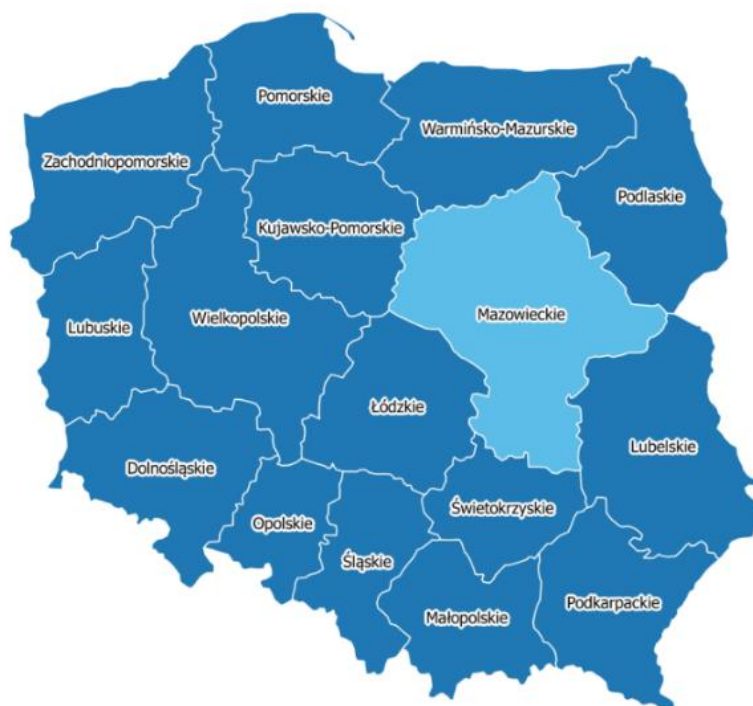 Pomorskie
Warmińsko-Mazurskie
Zachodniopomorskie
Podlaskie
Kujawsko-Pomorskie
Mazowieckie
Wielkopolskie
Lubuskie
Łódzkie
Lubelskie
Dolnośląskie
Świetokrzyskie
Opolskie
Śląskie
Podkarpackie
Małopolskie